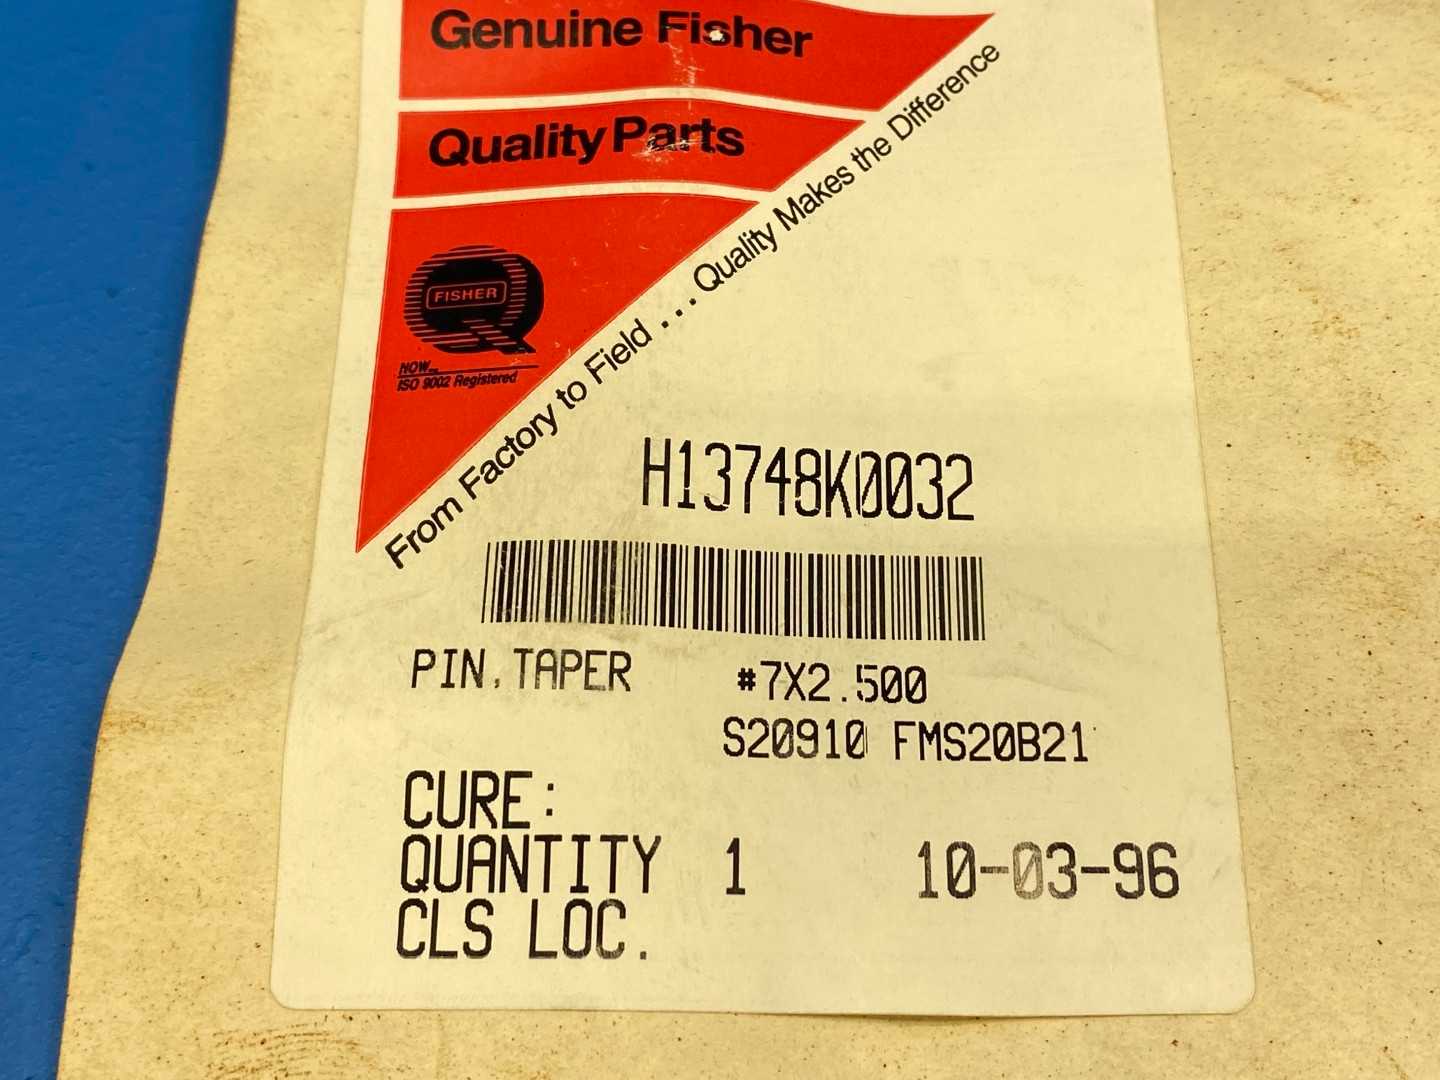 Genuine Fisher
Quality Parts
FISHER
NOW...
ISO 9002 Registered
From Factory to Field ... Quality Makes the Difference
H13748K0032
PIN,TAPER #7X2.500
S20910 FMS20B21
CURE:
QUANTITY 1 10-03-96
CLS LOC.